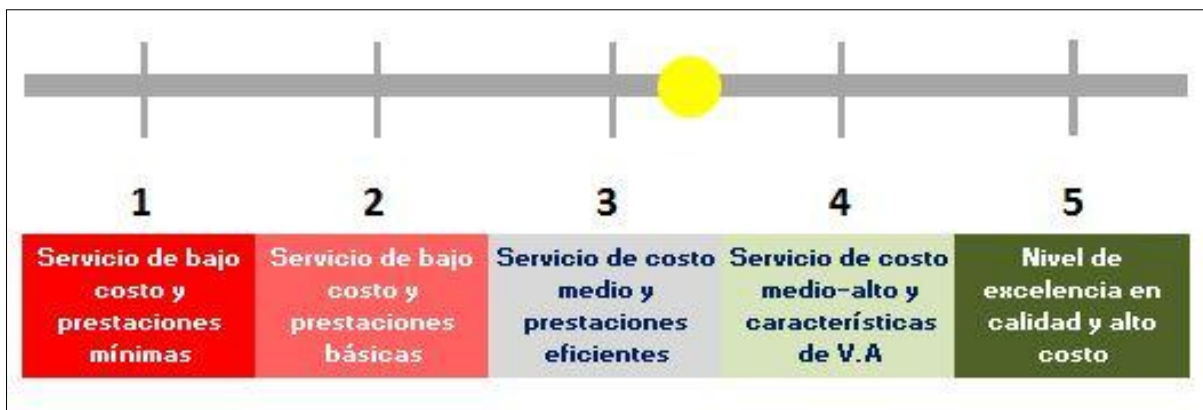 1
2
3
4
5
Servicio de bajo
costo y
prestaciones
mínimas
Servicio de bajo
costo y
prestaciones
básicas
Servicio de costo
medio y
prestaciones
eficientes
Servicio de costo
medio-alto y
características
de V.A
Nivel de
excelencia en
calidad y alto
costo